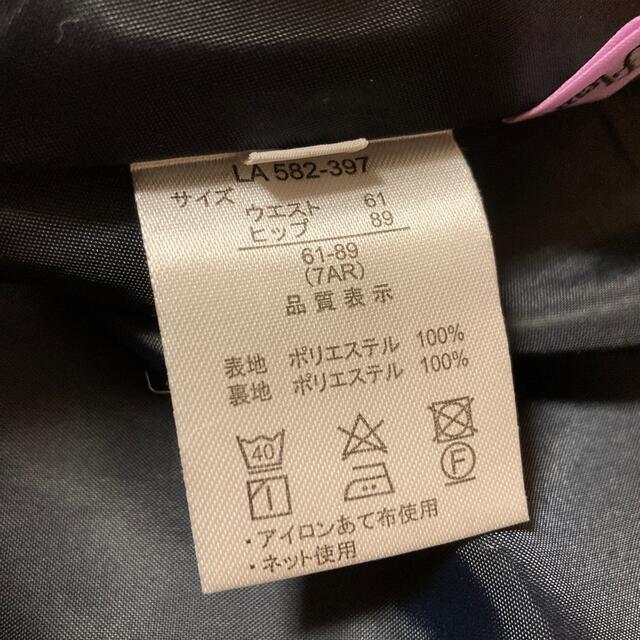 LA 582-397
サイズ
ウエスト 61
ヒップ 89
61-89
(7AR)
品質表示
表地 ポリエステル 100%
裏地 ポリエステル 100%
40
F
・アイロンあて布使用
・ネット使用